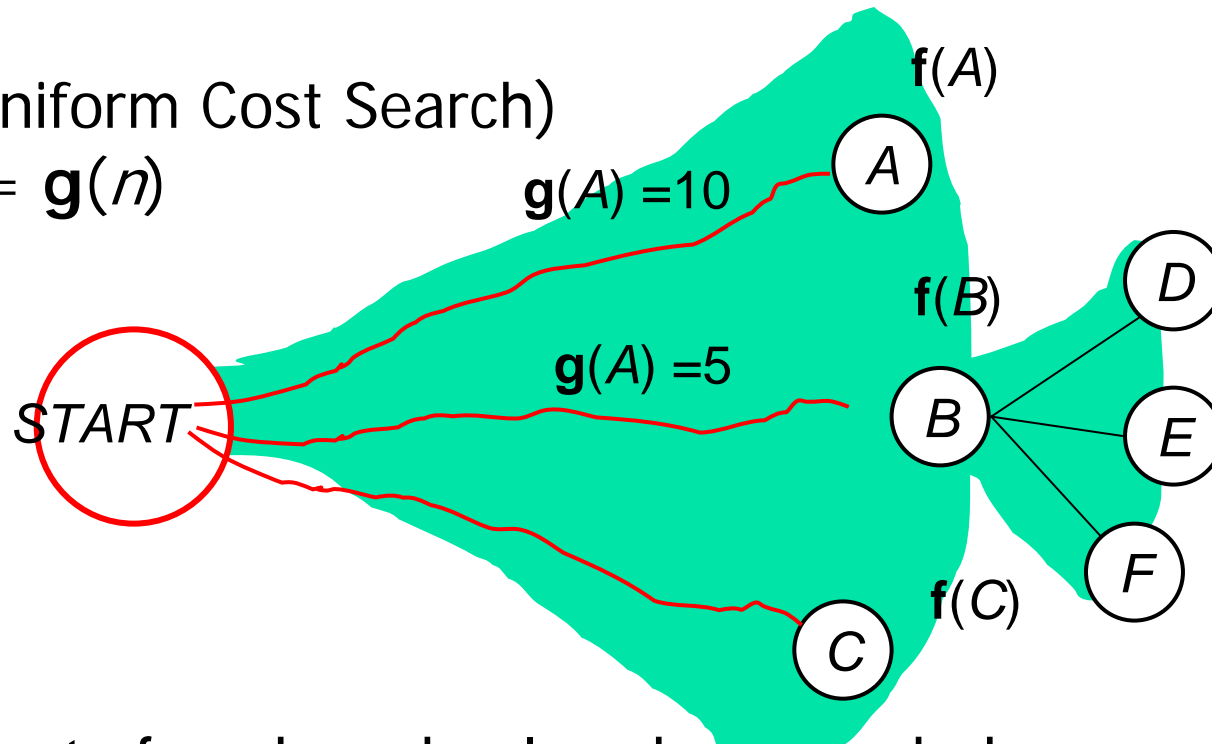 niform Cost Search)
= g(n)
f(A)
A
g(A) =10
D
f(B)
g(A) =5
START
B
E
F
f(C)
C